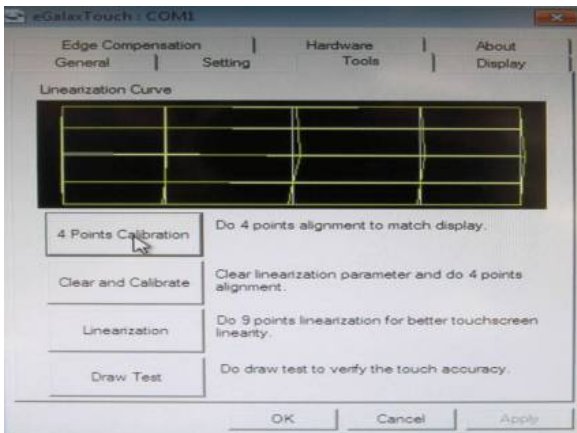 eGalaxTouch : COM1
Edge Compensation Hardware About
General Setting Tools Display
Linearization Curve
4 Points Calibration
Do 4 points alignment to match display.
Clear and Calibrate
Clear linearization parameter and do 4 points
alignment.
Linearization
Do 9 points linearization for better touchscreen
linearity.
Draw Test
Do draw test to verify the touch accuracy.
OK Cancel Apply